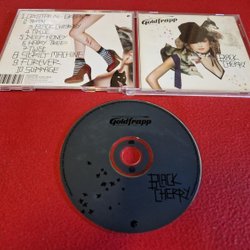 1. CRYSTALINE GREEN
2. TRAIN
3. BLACK CHERRY
4. TIPTOE
5. DEEP HONEY
6. HAIRY TREES
7. TWIST
8. STRICT MACHINE
9. FOREVER
10. SLIPPAGE
Goldfrapp
BLACK
CHERRY
Goldfrapp
BLACK
CHERRY